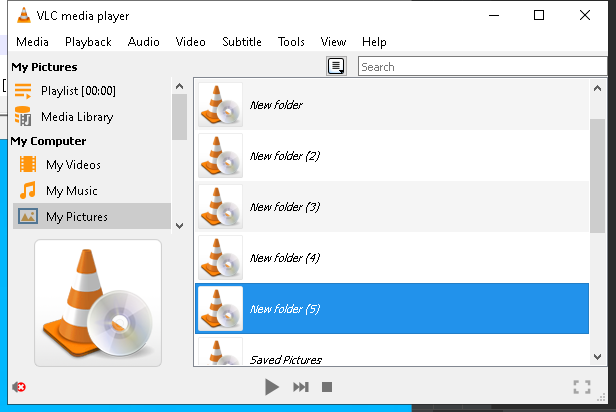 VLC media player
Media Playback Audio Video Subtitle Tools View Help
My Pictures
Search
Playlist [00:00]
Media Library
My Computer
My Videos
My Music
My Pictures
New folder
New folder (2)
New folder (3)
New folder (4)
New folder (5)
Saved Pictures